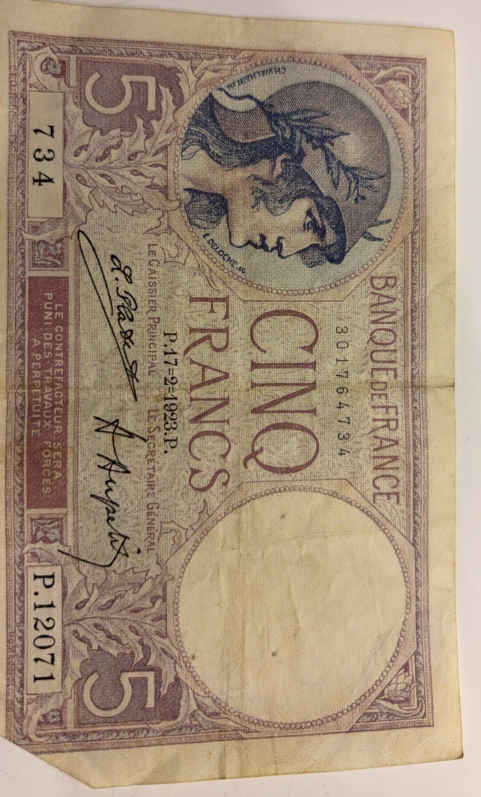 BANQUE DE FRANCE
301764734
CINQ
FRANCS
P.17=2=1923.P.
LE CAISSIER PRINCIPAL
LE SECRÉTAIRE GÉNÉRAL
5
5
734
LE CONTREFACTEUR SERA
PUNI DES TRAVAUX FORCÉS
A PERPÉTUITÉ
P.12071